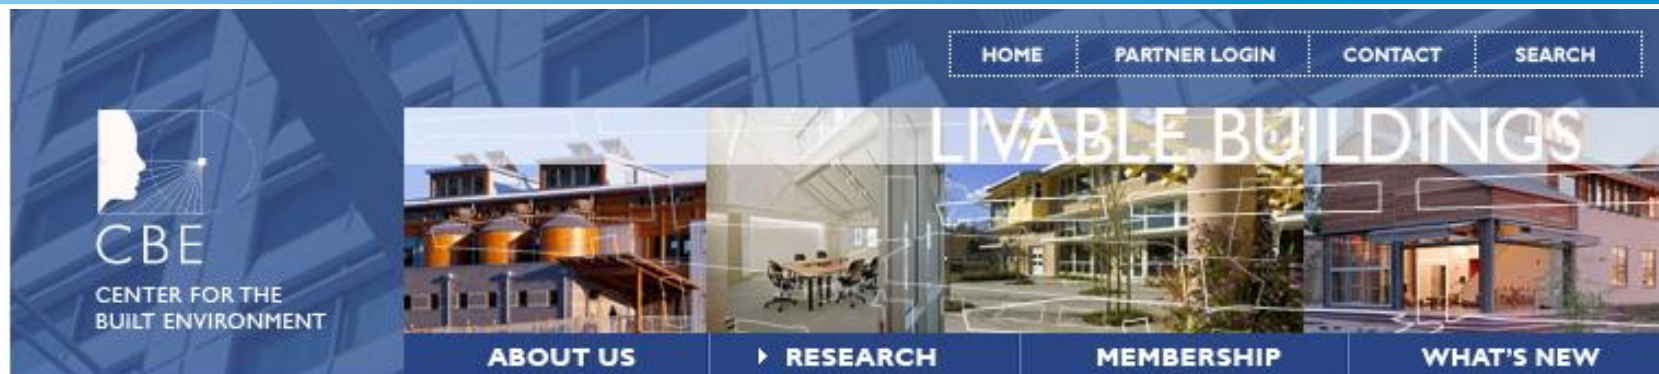 HOME PARTNER LOGIN CONTACT SEARCH
LIVABLE BUILDINGS
CBE
CENTER FOR THE
BUILT ENVIRONMENT
ABOUT US RESEARCH MEMBERSHIP WHAT'S NEW